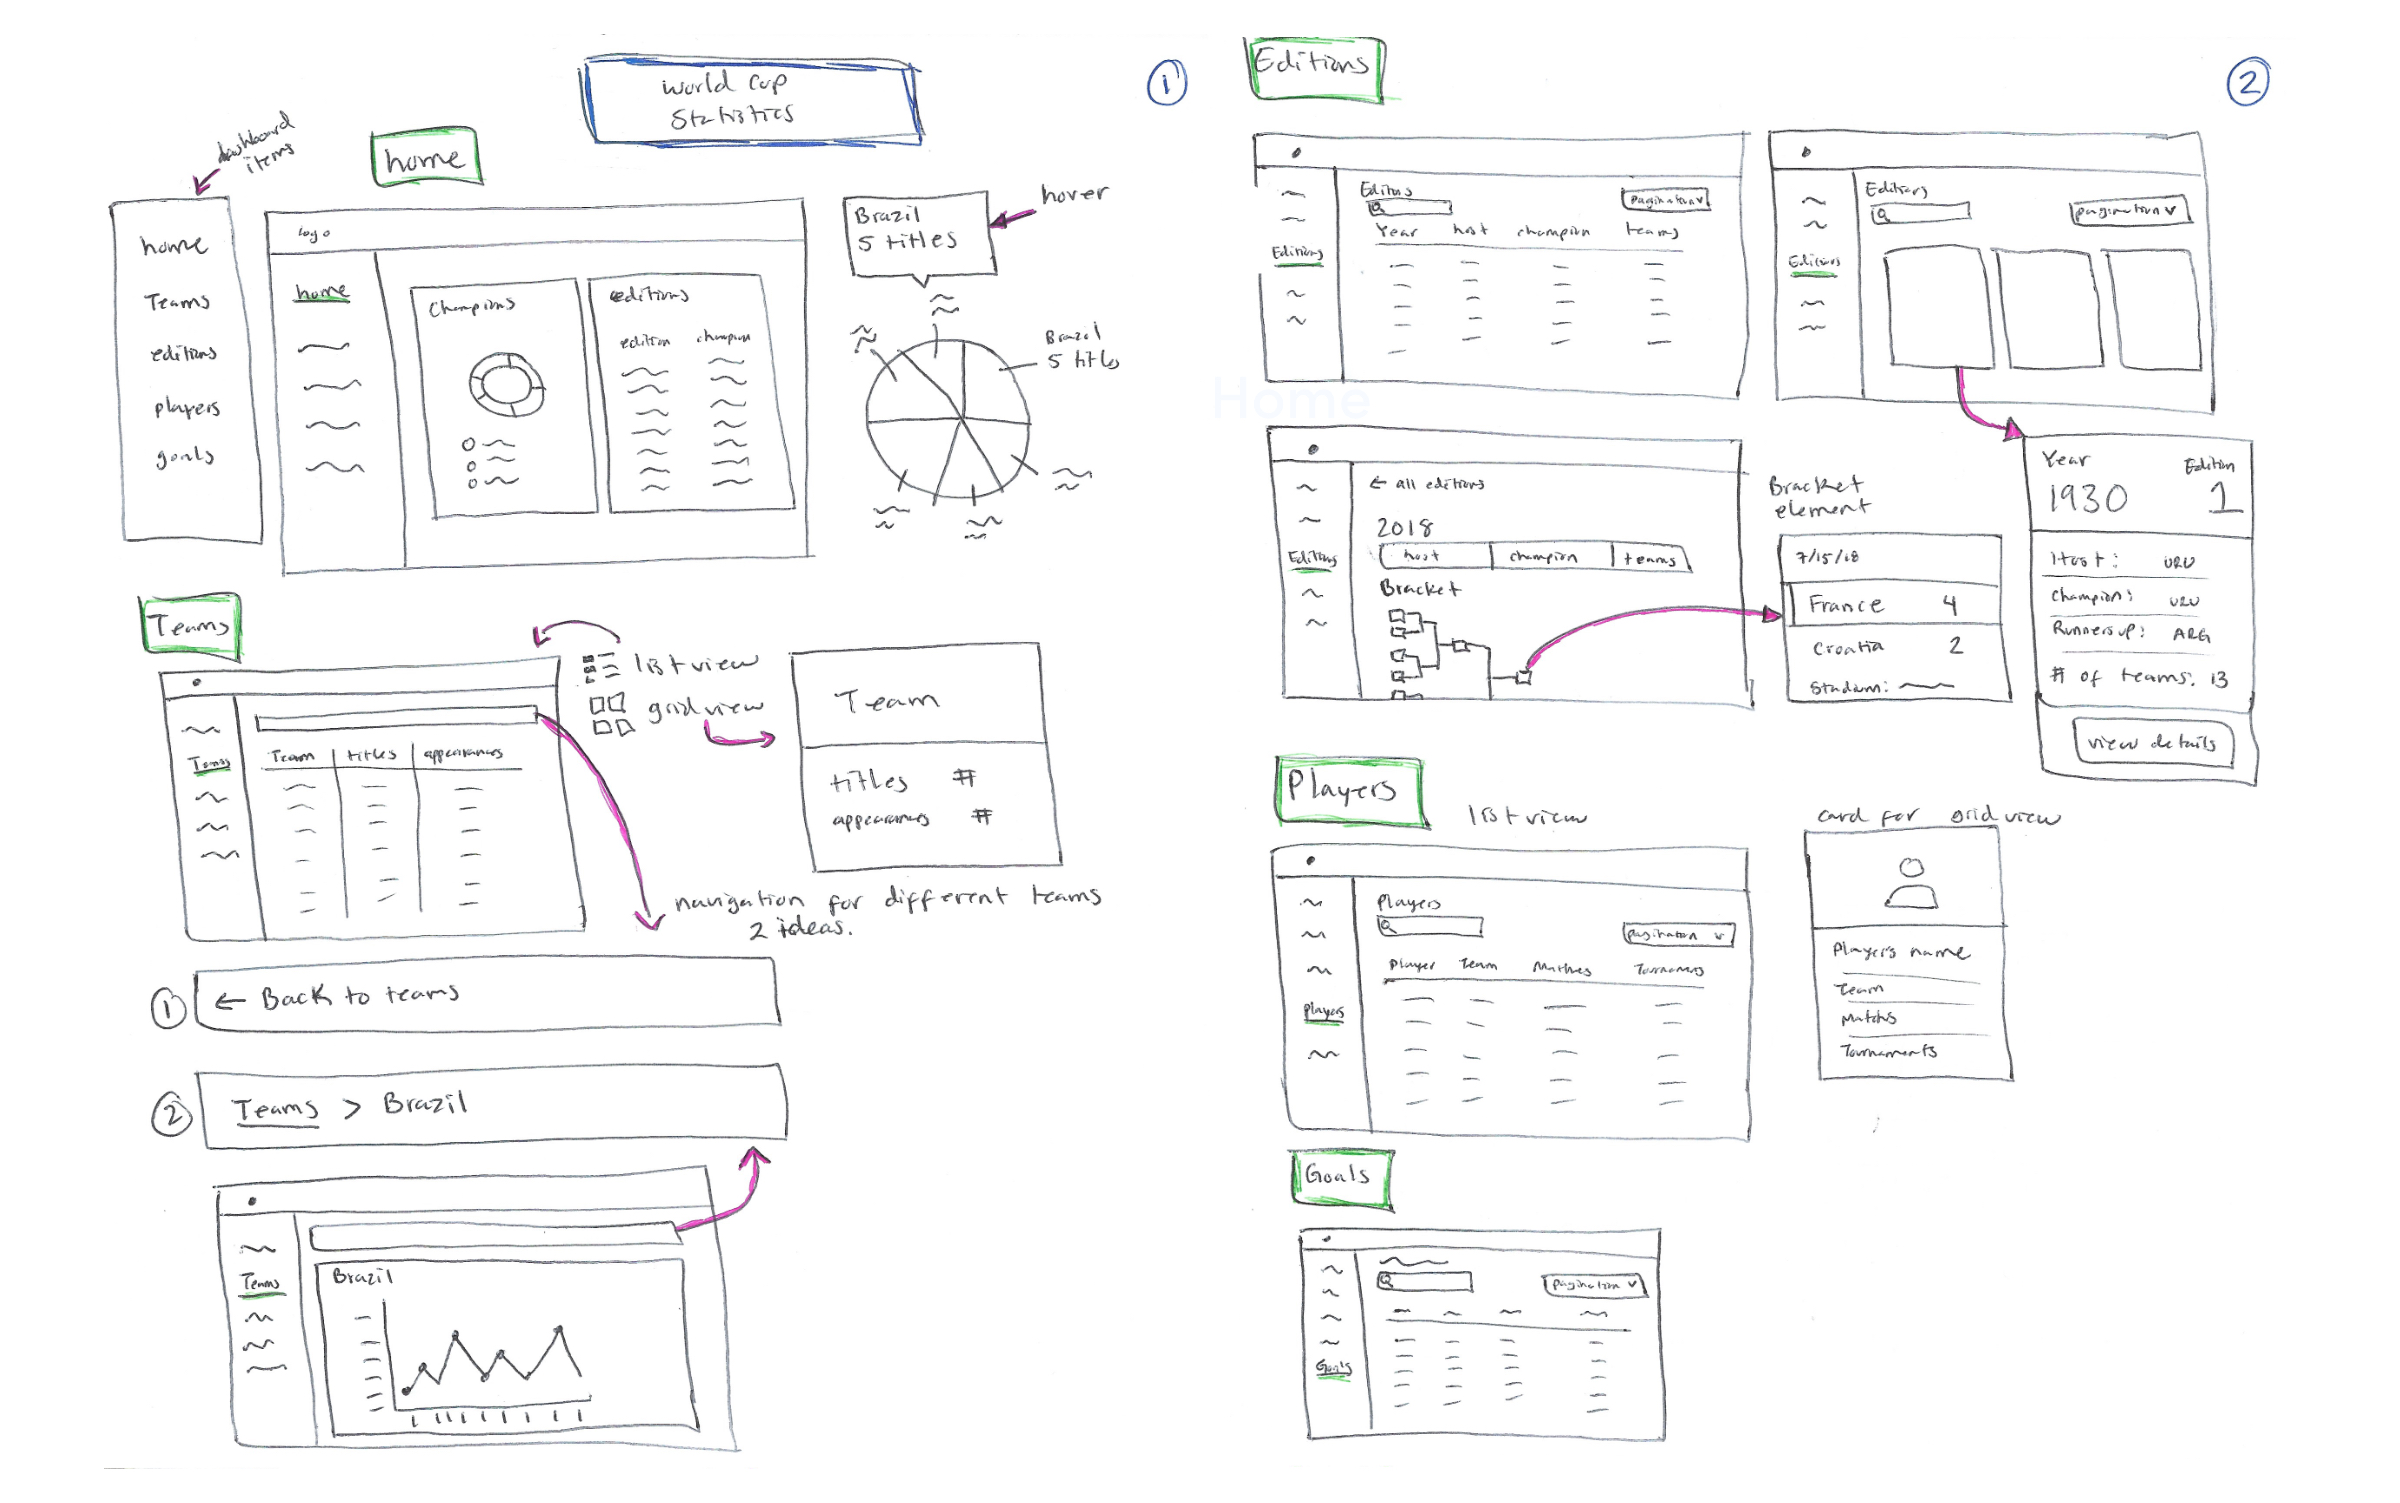 world cup
statistics
1
dashboard
items
home
home
Teams
editions
players
goals
logo
home
Champions
editions
edition champion
Brazil
5 titles
hover
Brazil
5 titles
Teams
list view
grid view
Teams
Team titles appearances
Team
titles #
appearances #
navigation for different teams
2 ideas.
1 ← Back to teams
2 Teams > Brazil
Teams
Brazil
Editions
2
Editions
Editions
pagination
Year host champion teams
Editions
Editions
pagination
← all editions
2018
Editions
host champion teams
Bracket
Bracket
element
7/15/18
France 4
Croatia 2
Stadium:
Year Edition
1930 1
Host: URU
Champion: URU
Runnersup: ARG
# of teams: 13
view details
Home
Players
list view
card for grid view
Players
pagination
Player Team Matches Tournaments
Players
Players name
Team
Matches
Tournaments
Goals
pagination
Goals